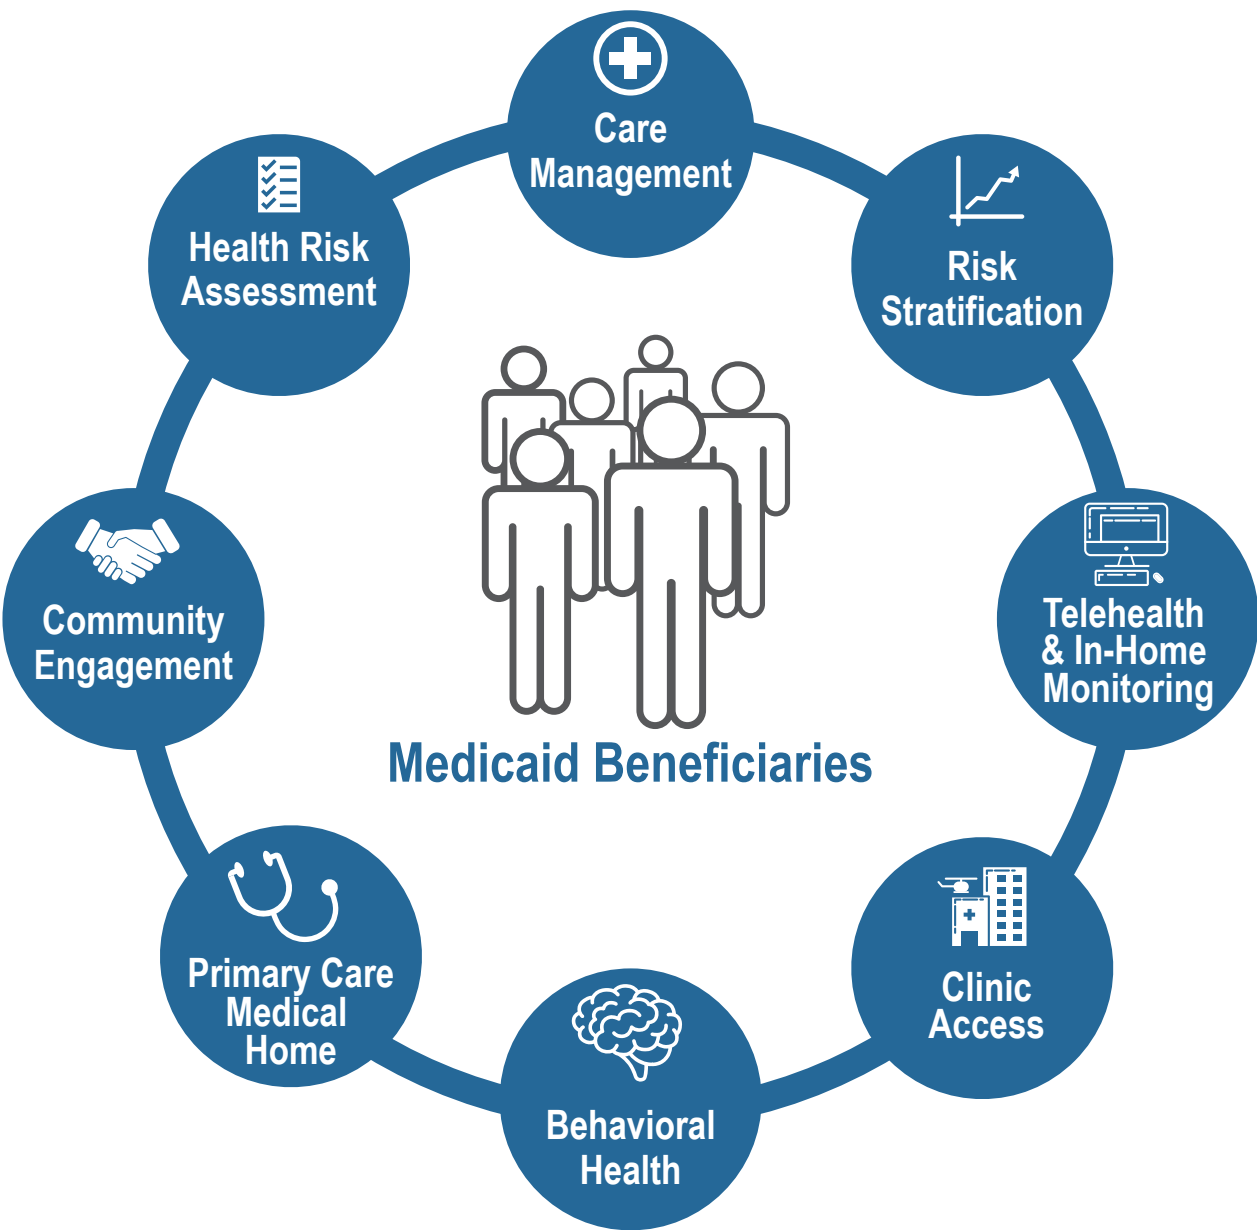 Care
Management
Risk
Stratification
Telehealth
& In-Home
Monitoring
Clinic
Access
Behavioral
Health
Primary Care
Medical
Home
Community
Engagement
Health Risk
Assessment
Medicaid Beneficiaries